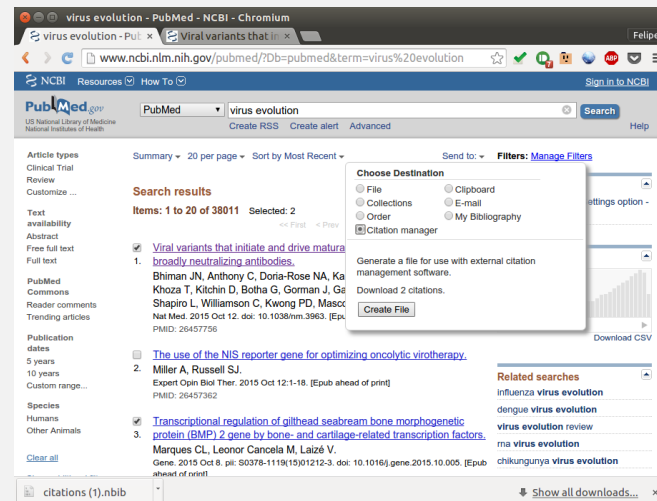 virus evolution - PubMed - NCBI - Chromium
virus evolution - Pub
Viral variants that in
Felipe
www.ncbi.nlm.nih.gov/pubmed/?Db=pubmed&term=virus%20evolution
NCBI Resources How To
Sign in to NCBI
PubMed.gov
US National Library of Medicine
National Institutes of Health
PubMed
virus evolution
Search
Create RSS Create alert Advanced
Help
Article types
Clinical Trial
Review
Customize ...
Text
availability
Abstract
Free full text
Full text
PubMed
Commons
Reader comments
Trending articles
Publication
dates
5 years
10 years
Custom range...
Species
Humans
Other Animals
Clear all
Summary 20 per page Sort by Most Recent
Send to:
Filters: Manage Filters
Search results
Items: 1 to 20 of 38011 Selected: 2
<< First < Prev
Choose Destination
File
Clipboard
Collections
E-mail
Order
My Bibliography
Citation manager
Generate a file for use with external citation
management software.
Download 2 citations.
Create File
1. Viral variants that initiate and drive matura
broadly neutralizing antibodies.
Bhiman JN, Anthony C, Doria-Rose NA, Ka
Khoza T, Kitchin D, Botha G, Gorman J, Ga
Shapiro L, Williamson C, Kwong PD, Masco
Nat Med. 2015 Oct 12. doi: 10.1038/nm.3963. [Epu
PMID: 26457756
2. The use of the NIS reporter gene for optimizing oncolytic virotherapy.
Miller A, Russell SJ.
Expert Opin Biol Ther. 2015 Oct 12:1-18. [Epub ahead of print]
PMID: 26457362
3. Transcriptional regulation of gilthead seabream bone morphogenetic
protein (BMP) 2 gene by bone- and cartilage-related transcription factors.
Marques CL, Leonor Cancela M, Laizé V.
Gene. 2015 Oct 8. pii: S0378-1119(15)01212-3. doi: 10.1016/j.gene.2015.10.005. [Epub
ahead of print]
ettings option -
Download CSV
Related searches
influenza virus evolution
dengue virus evolution
virus evolution review
rna virus evolution
chikungunya virus evolution
citations (1).nbib
Show all downloads...